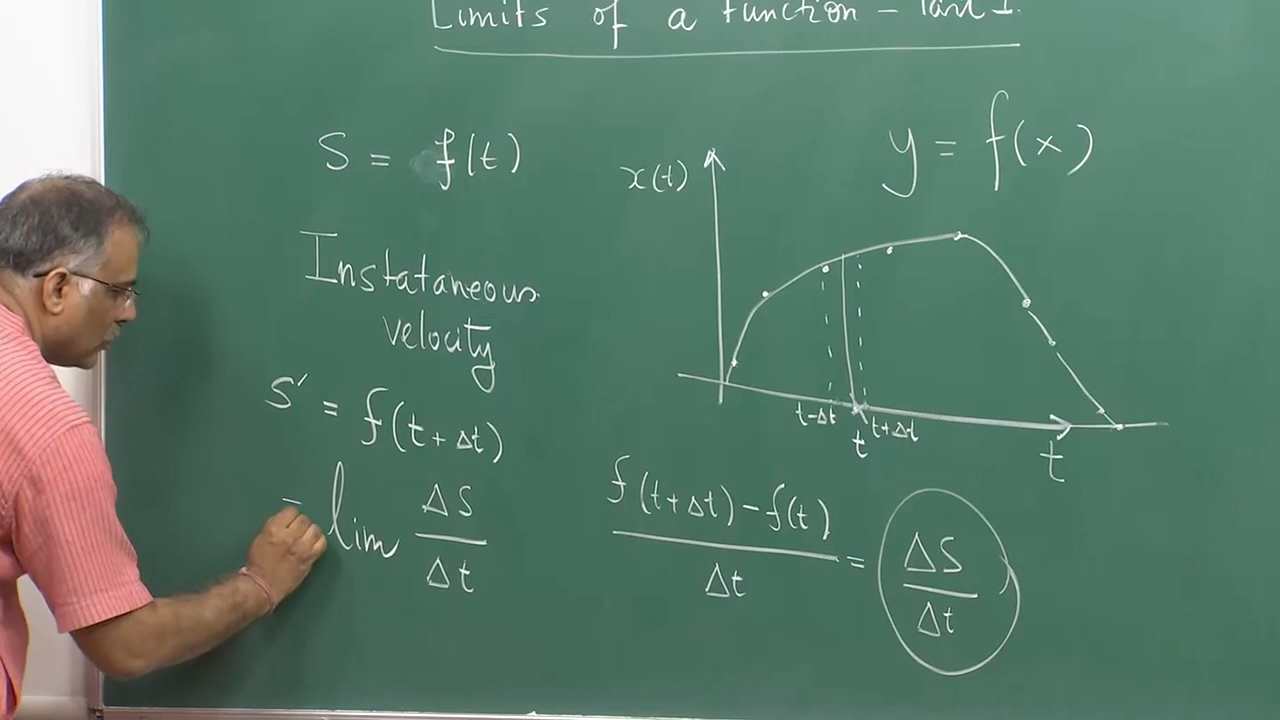 Limits of a function - Part I.
S = f(t)
y = f(x)
x(t)
Instataneous
velocity
t-Δt
t
t+Δt
t
S' = f(t+Δt)
= lim ΔS
Δt
f(t+Δt)-f(t)
Δt
= ΔS
Δt